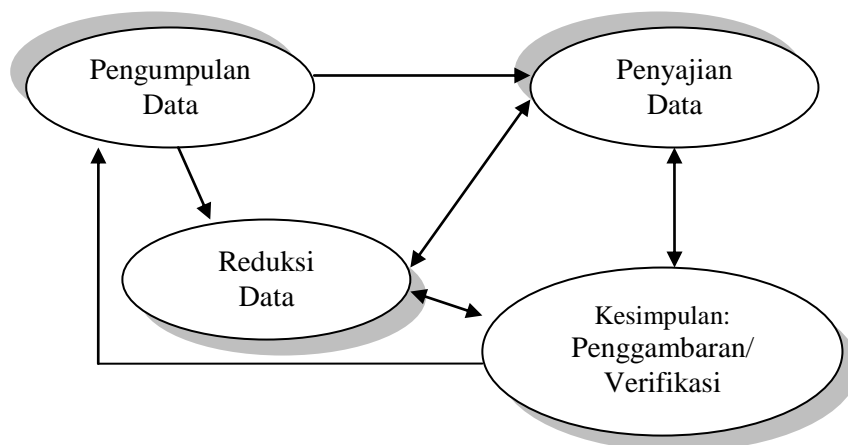 Pengumpulan
Data
Penyajian
Data
Reduksi
Data
Kesimpulan:
Penggambaran/
Verifikasi